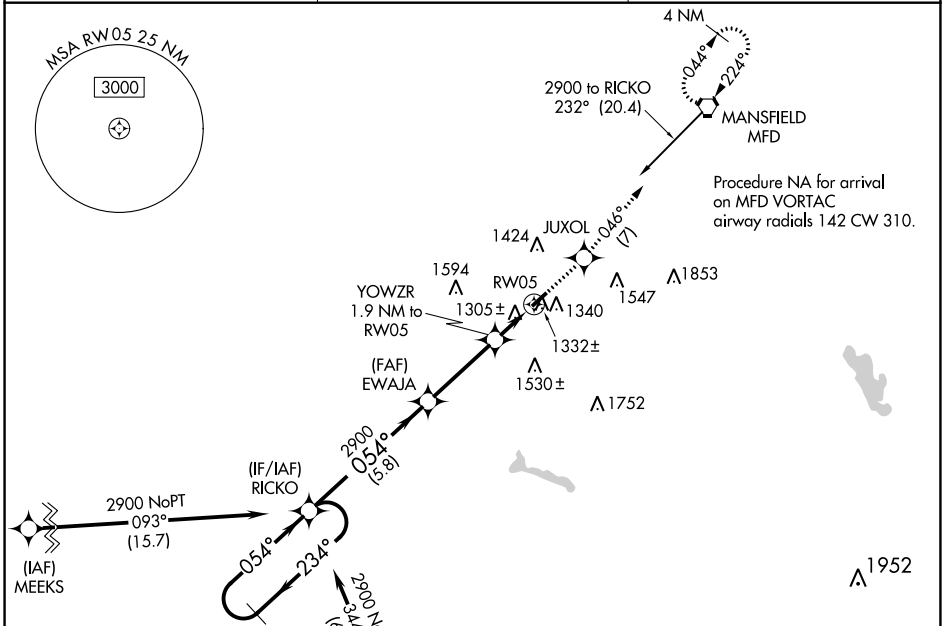 MSA RW05 25 NM
3000
4 NM
044°
224°
2900 to RICKO
232° (20.4)
MANSFIELD
MFD
Procedure NA for arrival
on MFD VORTAC
airway radials 142 CW 310.
JUXOL
046°
(7)
1424
1594
RW05
1853
1547
YOWZR
1.9 NM to
RW05
1305±
1340
1332±
(FAF)
EWAJA
1530±
1752
2900
054°
(5.8)
(IF/IAF)
RICKO
2900 NoPT
093°
(15.7)
(IAF)
MEEKS
054°
234°
2900
1952